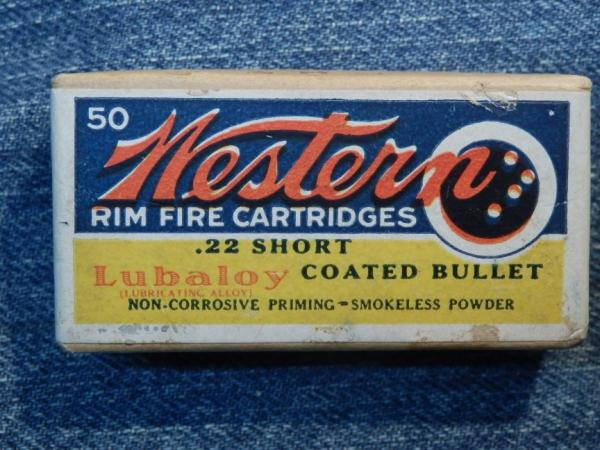 50
Western
RIM FIRE CARTRIDGES
.22 SHORT
Lubaloy COATED BULLET
(LUBRICATING ALLOY)
NON-CORROSIVE PRIMING-SMOKELESS POWDER